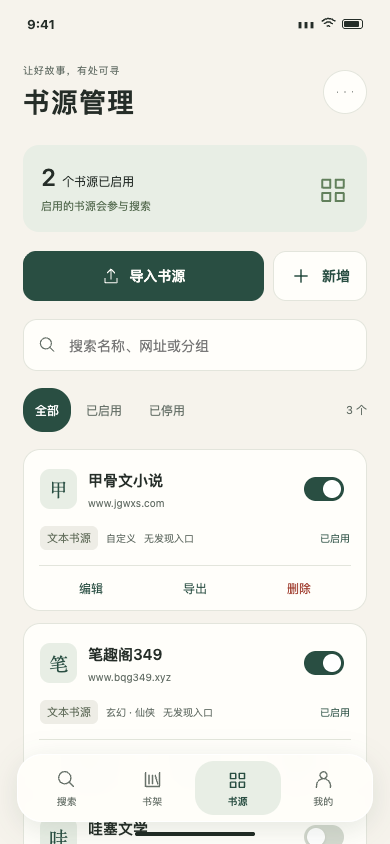 9:41
让好故事，有处可寻
书源管理
2 个书源已启用
启用的书源会参与搜索
导入书源
新增
搜索名称、网址或分组
全部 已启用 已停用 3 个
甲 甲骨文小说
www.jgwxs.com
文本书源 自定义 无发现入口 已启用
编辑 导出 删除
笔 笔趣阁349
www.bqg349.xyz
文本书源 玄幻 · 仙侠 无发现入口 已启用
搜索 书架 书源 我的
哇 哇塞文学